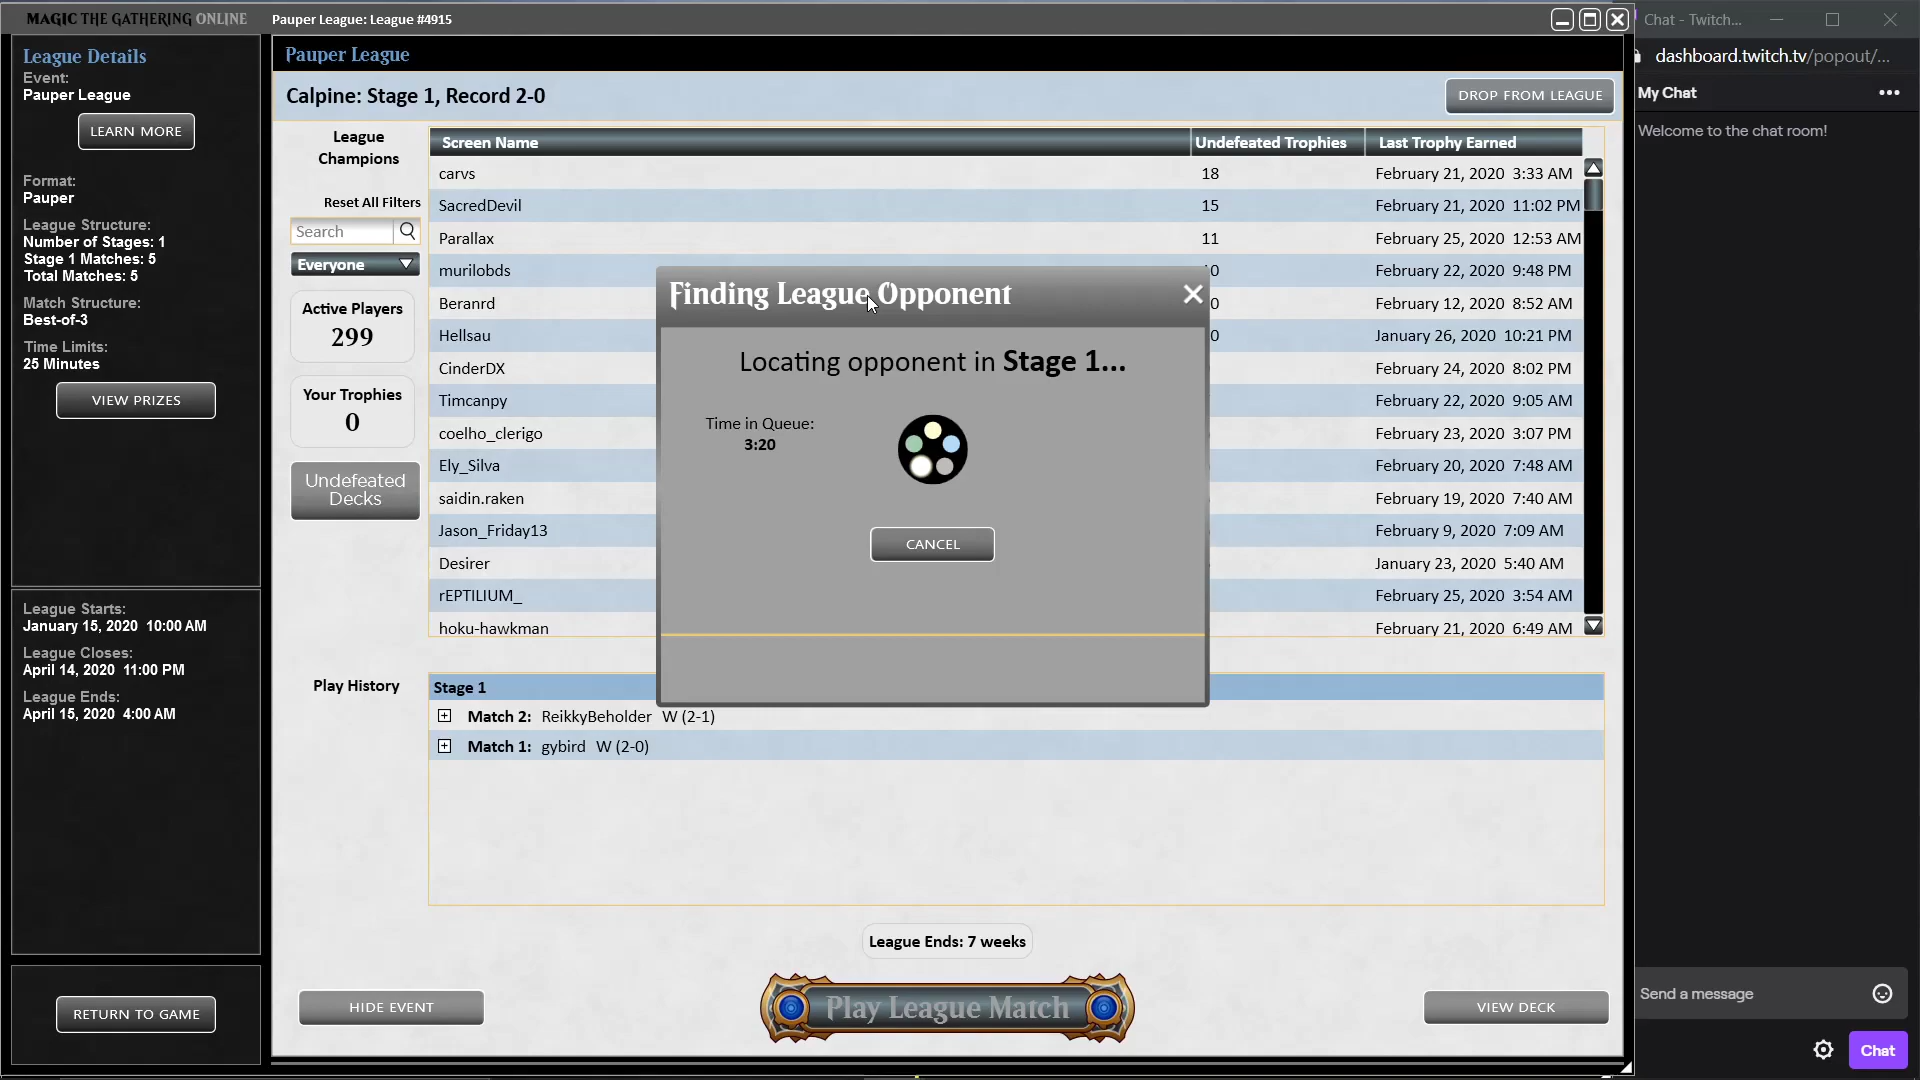 MAGIC THE GATHERING ONLINE
Pauper League: League #4915
Chat - Twitch...
dashboard.twitch.tv/popout/...
League Details
Event:
Pauper League
LEARN MORE
Format:
Pauper
League Structure:
Number of Stages: 1
Stage 1 Matches: 5
Total Matches: 5
Match Structure:
Best-of-3
Time Limits:
25 Minutes
VIEW PRIZES
League Starts:
January 15, 2020 10:00 AM
League Closes:
April 14, 2020 11:00 PM
League Ends:
April 15, 2020 4:00 AM
RETURN TO GAME
Pauper League
Calpine: Stage 1, Record 2-0
DROP FROM LEAGUE
League
Champions
Reset All Filters
Search
Everyone
Active Players
299
Your Trophies
0
Undefeated
Decks
Screen Name Undefeated Trophies Last Trophy Earned
carvs 18 February 21, 2020 3:33 AM
SacredDevil 15 February 21, 2020 11:02 PM
Parallax 11 February 25, 2020 12:53 AM
murilobds 0 February 22, 2020 9:48 PM
Beranrd 0 February 12, 2020 8:52 AM
Hellsau 0 January 26, 2020 10:21 PM
CinderDX February 24, 2020 8:02 PM
Timcanpy February 22, 2020 9:05 AM
coelho_clerigo February 23, 2020 3:07 PM
Ely_Silva February 20, 2020 7:48 AM
saidin.raken February 19, 2020 7:40 AM
Jason_Friday13 February 9, 2020 7:09 AM
Desirer January 23, 2020 5:40 AM
rEPTILIUM_ February 25, 2020 3:54 AM
hoku-hawkman February 21, 2020 6:49 AM
Finding League Opponent
Locating opponent in Stage 1...
Time in Queue:
3:20
CANCEL
Play History
Stage 1
Match 2: ReikkyBeholder W (2-1)
Match 1: gybird W (2-0)
League Ends: 7 weeks
HIDE EVENT
Play League Match
VIEW DECK
My Chat
Welcome to the chat room!
Send a message
Chat